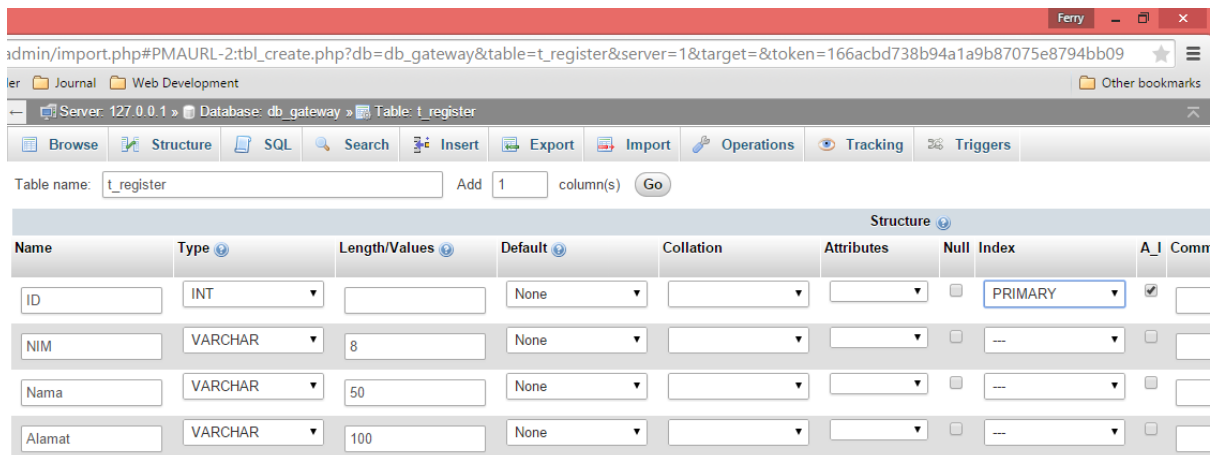 Ferry
admin/import.php#PMAURL-2:tbl_create.php?db=db_gateway&table=t_register&server=1&target=&token=166acbd738b94a1a9b87075e8794bb09
ler Journal Web Development Other bookmarks
Server: 127.0.0.1 » Database: db_gateway » Table: t_register
Browse Structure SQL Search Insert Export Import Operations Tracking Triggers
Table name: t_register Add 1 column(s) Go
Structure
Name Type Length/Values Default Collation Attributes Null Index A_I Comm
ID INT None PRIMARY
NIM VARCHAR 8 None ---
Nama VARCHAR 50 None ---
Alamat VARCHAR 100 None ---